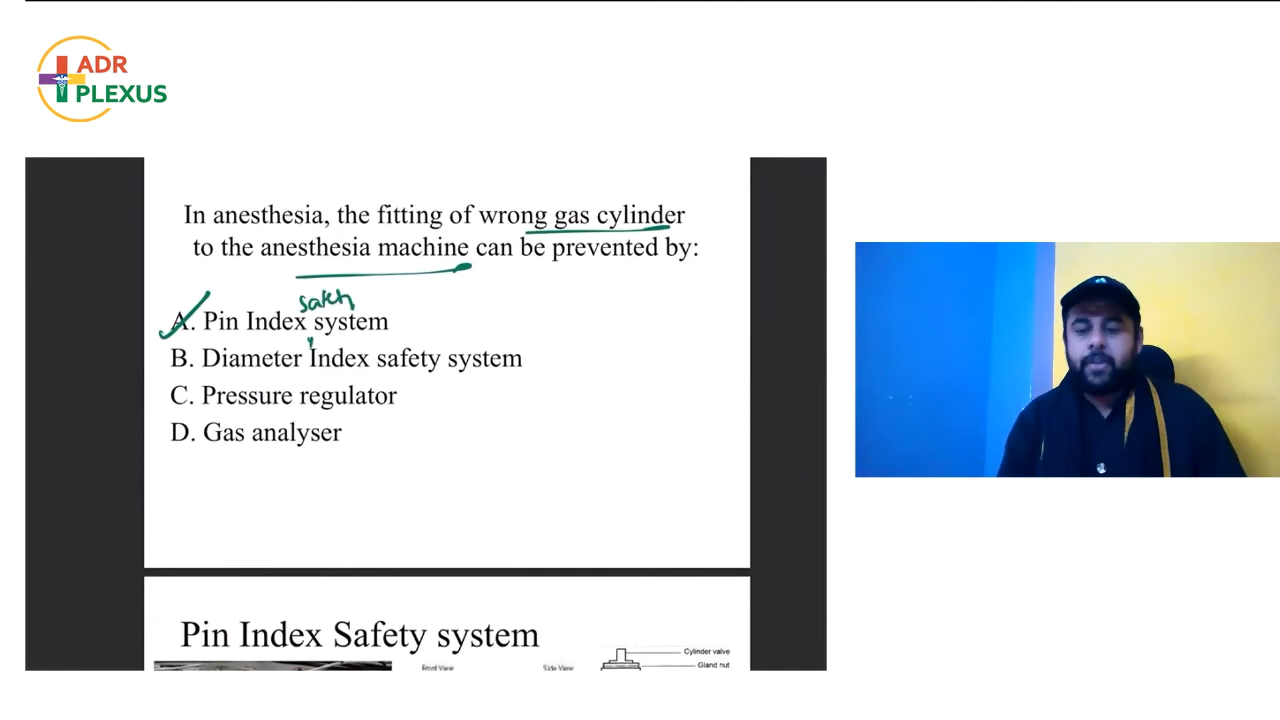 ADR
PLEXUS
In anesthesia, the fitting of wrong gas cylinder
to the anesthesia machine can be prevented by:
A. Pin Index system
B. Diameter Index safety system
C. Pressure regulator
D. Gas analyser
Pin Index Safety system
Front View
Side View
Cylinder valve
Gland nut